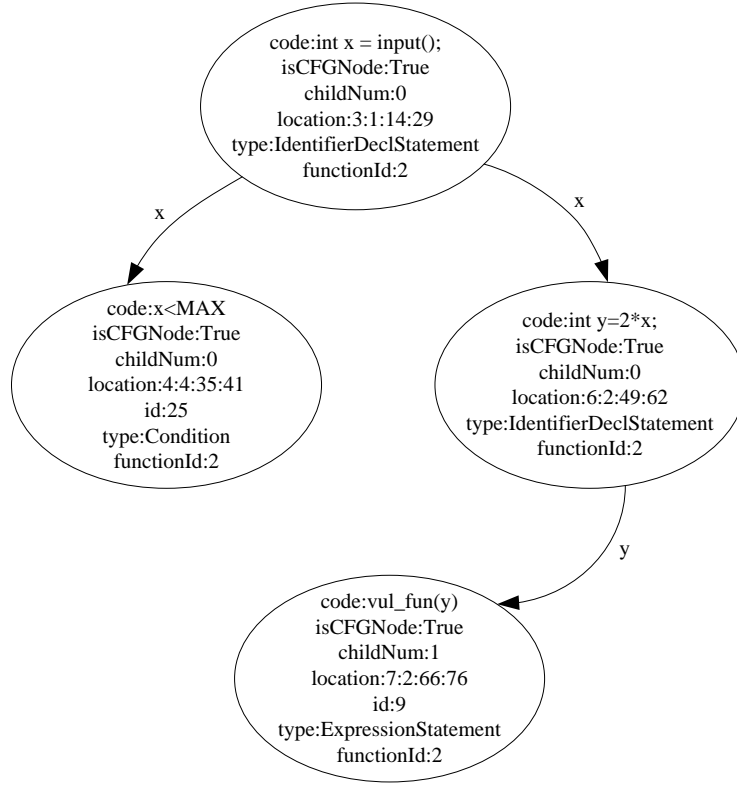 code:int x = input();
isCFGNode:True
childNum:0
location:3:1:14:29
type:IdentifierDeclStatement
functionId:2
x
x
code:x<MAX
isCFGNode:True
childNum:0
location:4:4:35:41
id:25
type:Condition
functionId:2
code:int y=2*x;
isCFGNode:True
childNum:0
location:6:2:49:62
type:IdentifierDeclStatement
functionId:2
y
code:vul_fun(y)
isCFGNode:True
childNum:1
location:7:2:66:76
id:9
type:ExpressionStatement
functionId:2